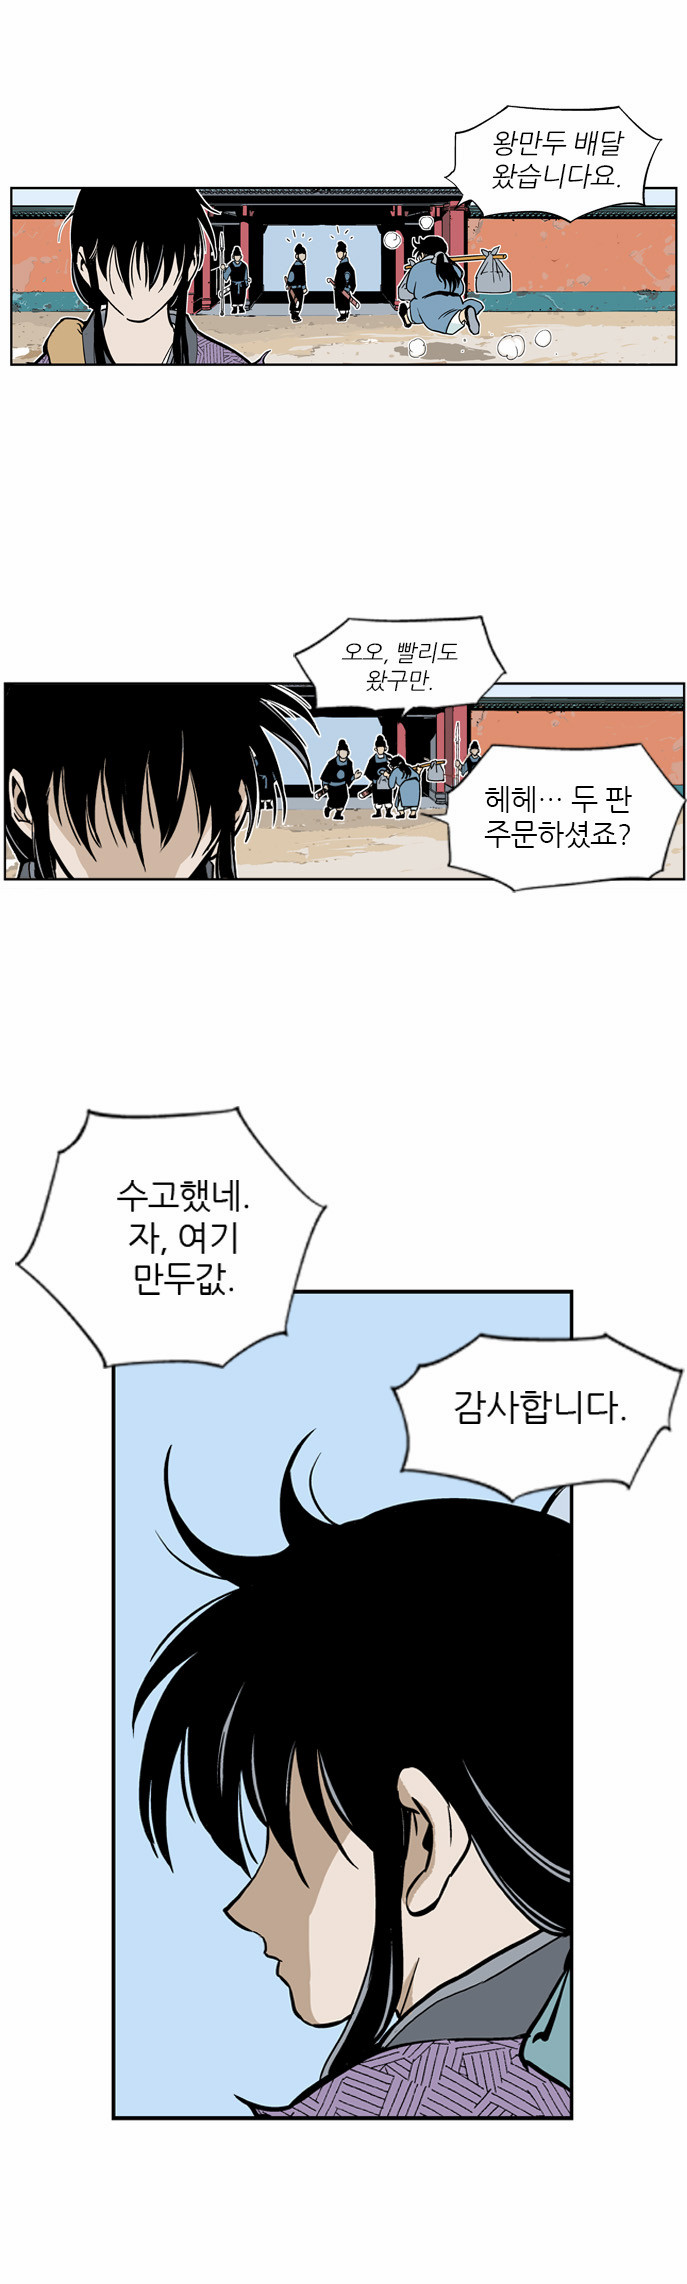 왕만두 배달
왔습니다요.
오오, 빨리도
왔구만.
헤헤… 두 판
주문하셨죠?
수고했네.
자, 여기
만두값.
감사합니다.